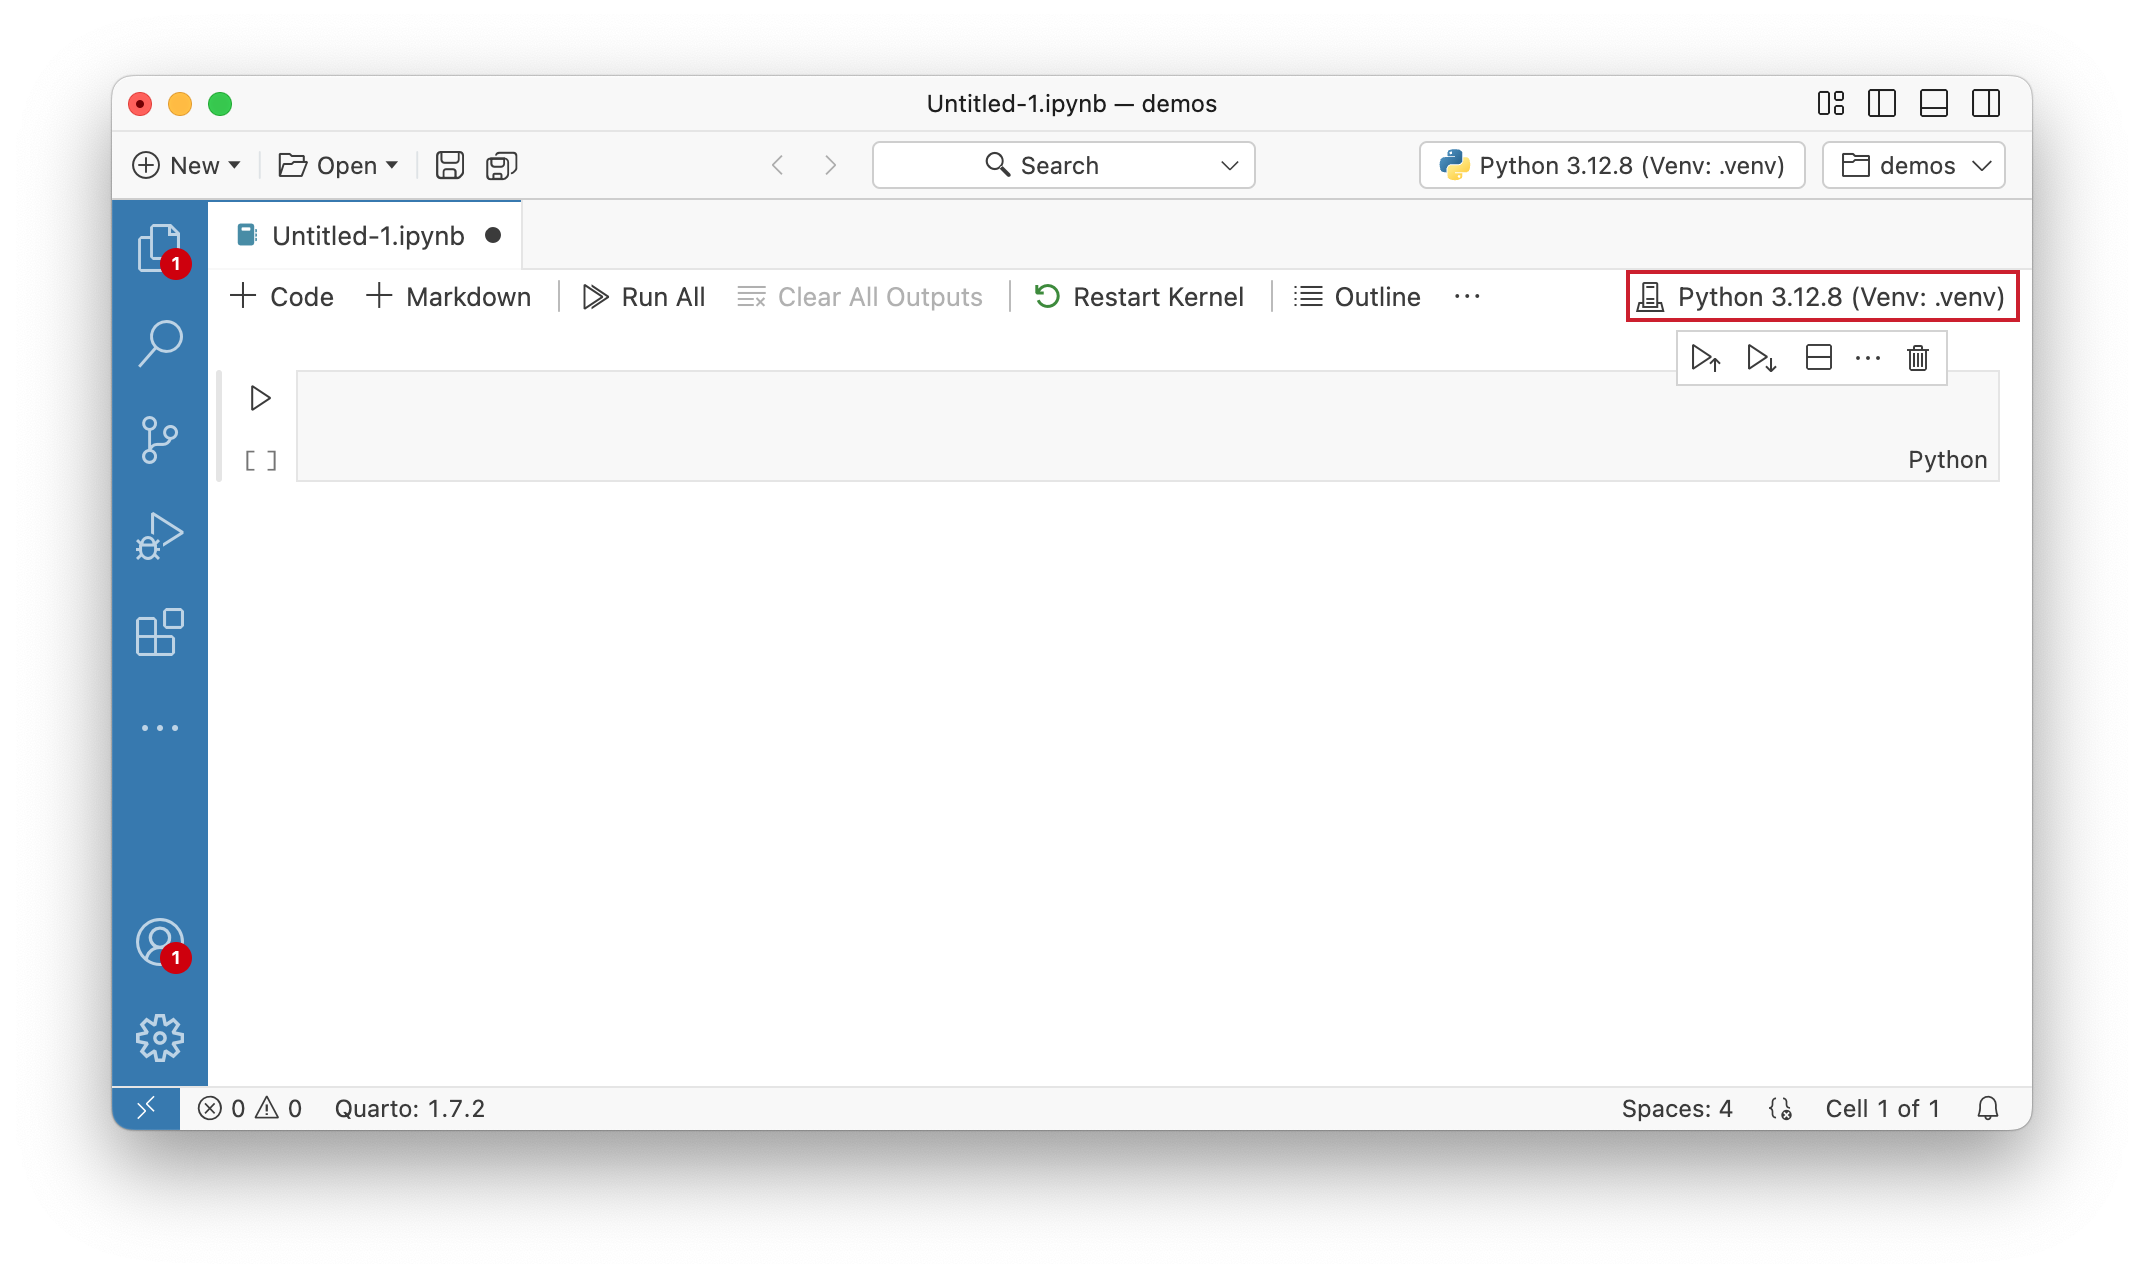 Untitled-1.ipynb — demos
New Open Search Python 3.12.8 (Venv: .venv) demos
1 Untitled-1.ipynb
Code Markdown Run All Clear All Outputs Restart Kernel Outline ... Python 3.12.8 (Venv: .venv)
...
[ ] Python
...
1
0 0 Quarto: 1.7.2 Spaces: 4 Cell 1 of 1